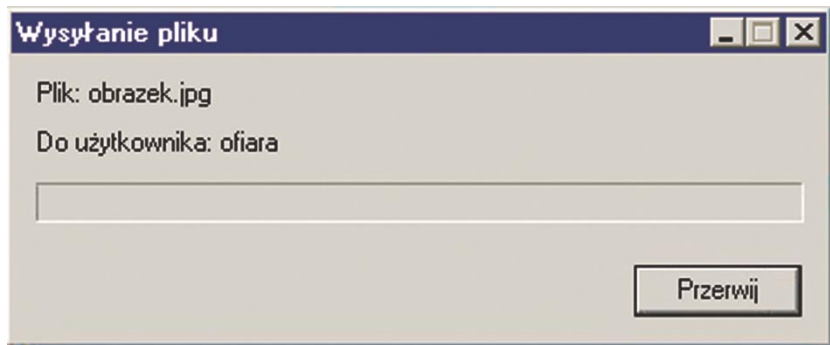 Wysyłanie pliku
Plik: obrazek.jpg
Do użytkownika: ofiara
Przerwij